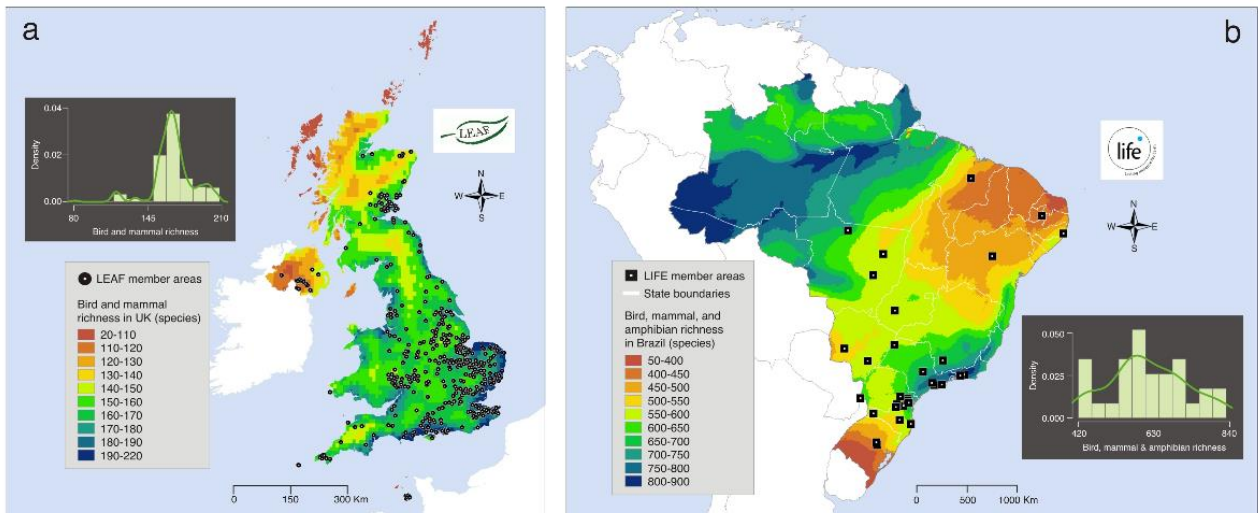 a
0.04
0.02
0.00
Density
80
145
210
Bird and mammal richness
LEAF
N
W
E
S
LEAF member areas
Bird and mammal
richness in UK (species)
20-110
110-120
120-130
130-140
140-150
150-160
160-170
170-180
180-190
190-220
0
150
300 Km
b
life
N
W
E
S
LIFE member areas
State boundaries
Bird, mammal, and
amphibian richness
in Brazil (species)
50-400
400-450
450-500
500-550
550-600
600-650
650-700
700-750
750-800
800-900
0.050
0.025
0.000
Density
420
630
840
Bird, mammal & amphibian richness
0
500
1000 Km